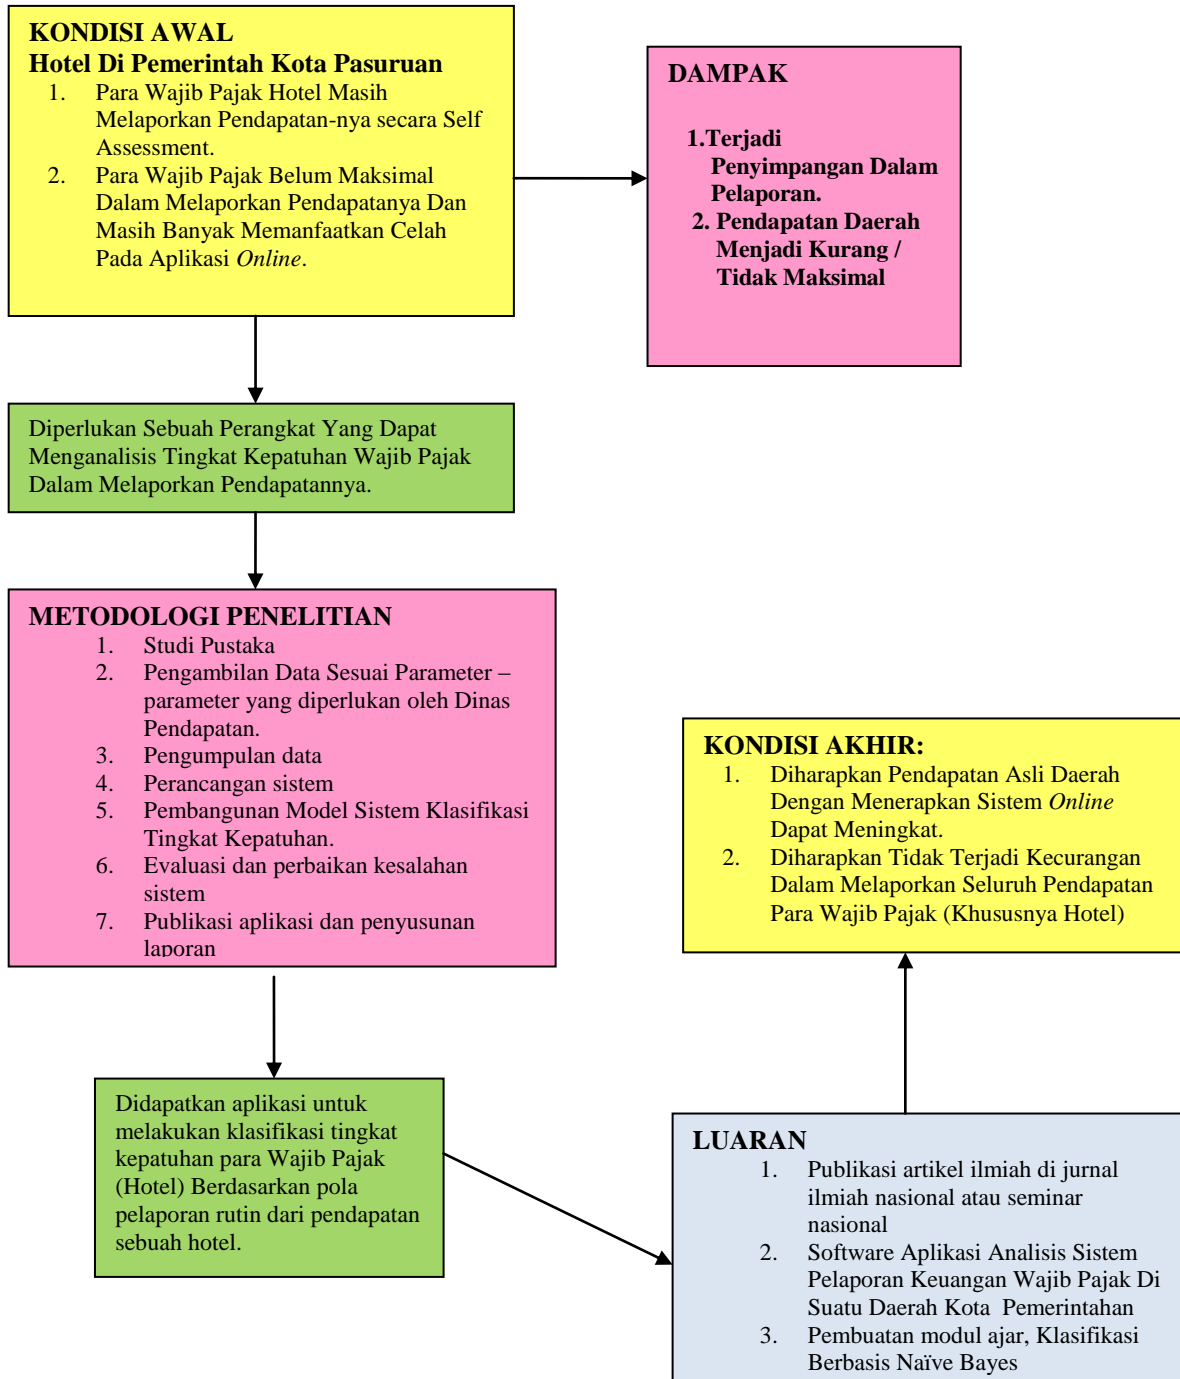 KONDISI AWAL
Hotel Di Pemerintah Kota Pasuruan
1. Para Wajib Pajak Hotel Masih
Melaporkan Pendapatan-nya secara Self
Assessment.
2. Para Wajib Pajak Belum Maksimal
Dalam Melaporkan Pendapatanya Dan
Masih Banyak Memanfaatkan Celah
Pada Aplikasi Online.
DAMPAK
1.Terjadi
Penyimpangan Dalam
Pelaporan.
2. Pendapatan Daerah
Menjadi Kurang /
Tidak Maksimal
Diperlukan Sebuah Perangkat Yang Dapat
Menganalisis Tingkat Kepatuhan Wajib Pajak
Dalam Melaporkan Pendapatannya.
METODOLOGI PENELITIAN
1. Studi Pustaka
2. Pengambilan Data Sesuai Parameter –
parameter yang diperlukan oleh Dinas
Pendapatan.
3. Pengumpulan data
4. Perancangan sistem
5. Pembangunan Model Sistem Klasifikasi
Tingkat Kepatuhan.
6. Evaluasi dan perbaikan kesalahan
sistem
7. Publikasi aplikasi dan penyusunan
laporan
KONDISI AKHIR:
1. Diharapkan Pendapatan Asli Daerah
Dengan Menerapkan Sistem Online
Dapat Meningkat.
2. Diharapkan Tidak Terjadi Kecurangan
Dalam Melaporkan Seluruh Pendapatan
Para Wajib Pajak (Khususnya Hotel)
Didapatkan aplikasi untuk
melakukan klasifikasi tingkat
kepatuhan para Wajib Pajak
(Hotel) Berdasarkan pola
pelaporan rutin dari pendapatan
sebuah hotel.
LUARAN
1. Publikasi artikel ilmiah di jurnal
ilmiah nasional atau seminar
nasional
2. Software Aplikasi Analisis Sistem
Pelaporan Keuangan Wajib Pajak Di
Suatu Daerah Kota Pemerintahan
3. Pembuatan modul ajar, Klasifikasi
Berbasis Naïve Bayes